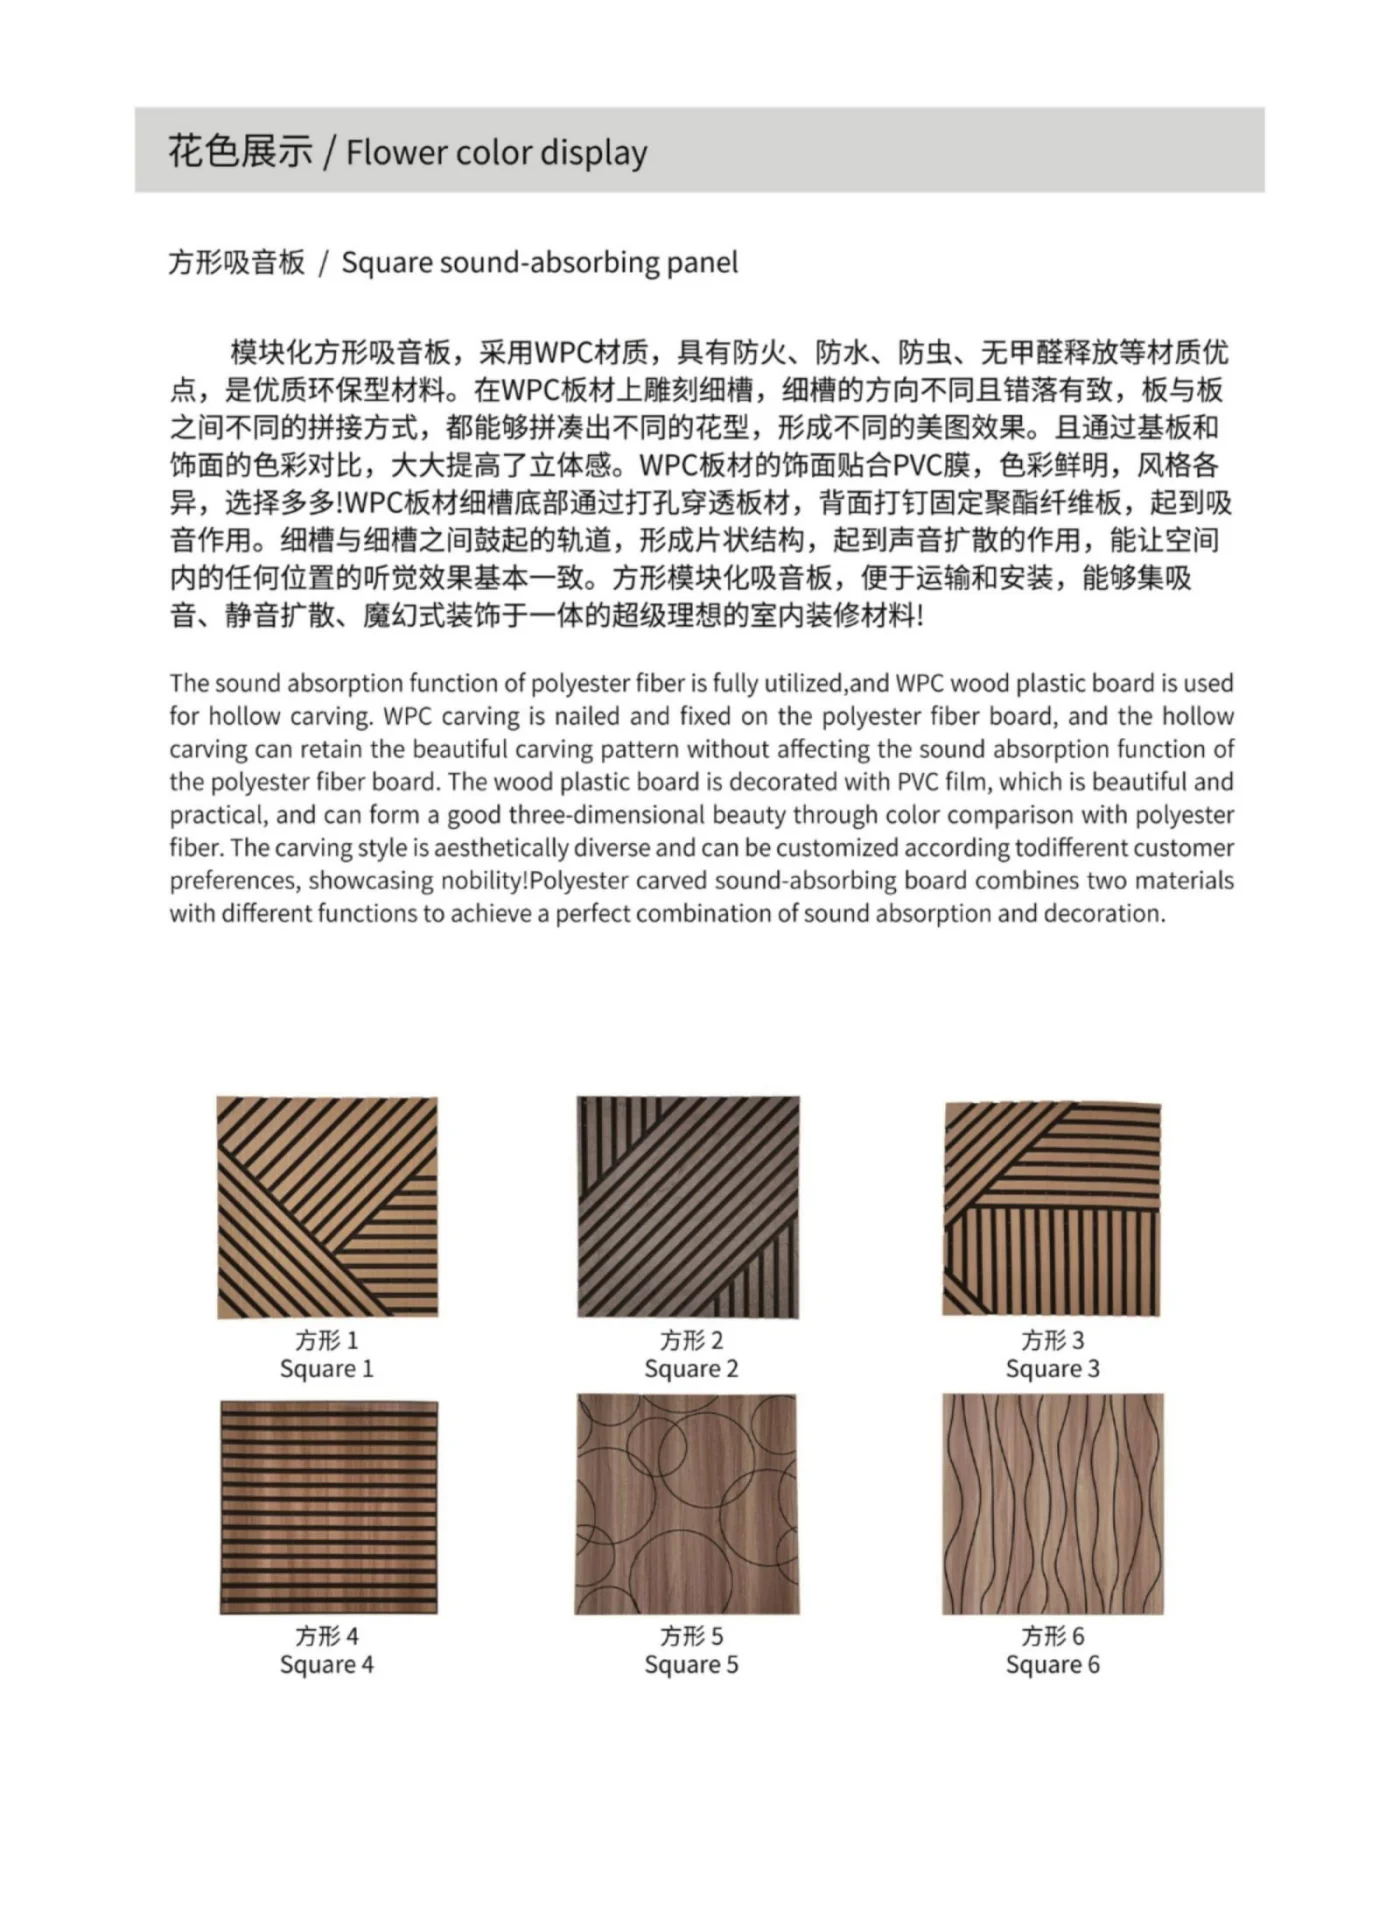 花色展示 / Flower color display
方形吸音板 / Square sound-absorbing panel
模块化方形吸音板，采用WPC材质，具有防火、防水、防虫、无甲醛释放等材质优
点，是优质环保型材料。在WPC板材上雕刻细槽，细槽的方向不同且错落有致，板与板
之间不同的拼接方式，都能够拼凑出不同的花型，形成不同的美图效果。且通过基板和
饰面的色彩对比，大大提高了立体感。WPC板材的饰面贴合PVC膜，色彩鲜明，风格各
异，选择多多!WPC板材细槽底部通过打孔穿透板材，背面打钉固定聚酯纤维板，起到吸
音作用。细槽与细槽之间鼓起的轨道，形成片状结构，起到声音扩散的作用，能让空间
内的任何位置的听觉效果基本一致。方形模块化吸音板，便于运输和安装，能够集吸
音、静音扩散、魔幻式装饰于一体的超级理想的室内装修材料!
The sound absorption function of polyester fiber is fully utilized,and WPC wood plastic board is used
for hollow carving. WPC carving is nailed and fixed on the polyester fiber board, and the hollow
carving can retain the beautiful carving pattern without affecting the sound absorption function of
the polyester fiber board. The wood plastic board is decorated with PVC film, which is beautiful and
practical, and can form a good three-dimensional beauty through color comparison with polyester
fiber. The carving style is aesthetically diverse and can be customized according todifferent customer
preferences, showcasing nobility!Polyester carved sound-absorbing board combines two materials
with different functions to achieve a perfect combination of sound absorption and decoration.
方形 1
Square 1
方形 2
Square 2
方形 3
Square 3
方形 4
Square 4
方形 5
Square 5
方形 6
Square 6